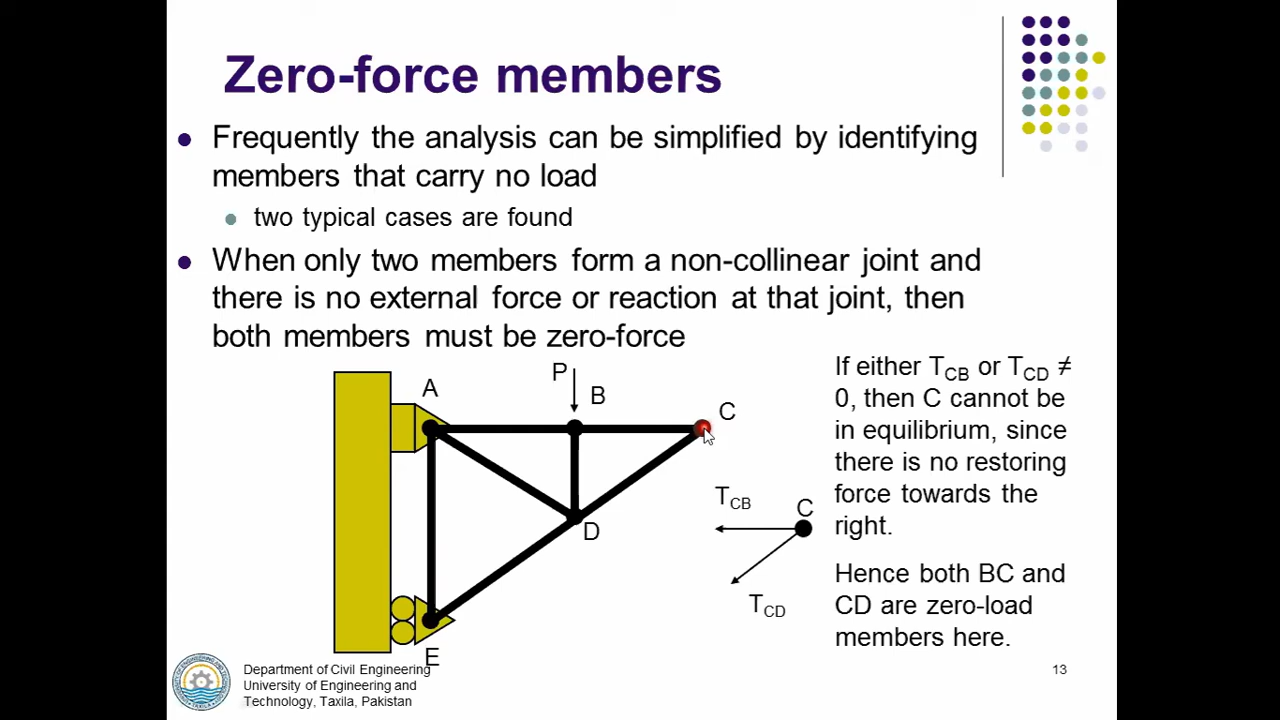 Zero-force members
Frequently the analysis can be simplified by identifying
members that carry no load
two typical cases are found
When only two members form a non-collinear joint and
there is no external force or reaction at that joint, then
both members must be zero-force
If either TCB or TCD ≠
0, then C cannot be
in equilibrium, since
there is no restoring
force towards the
right.
Hence both BC and
CD are zero-load
members here.
P
A
B
C
D
E
TCB
C
TCD
Department of Civil Engineering
University of Engineering and
Technology, Taxila, Pakistan
13